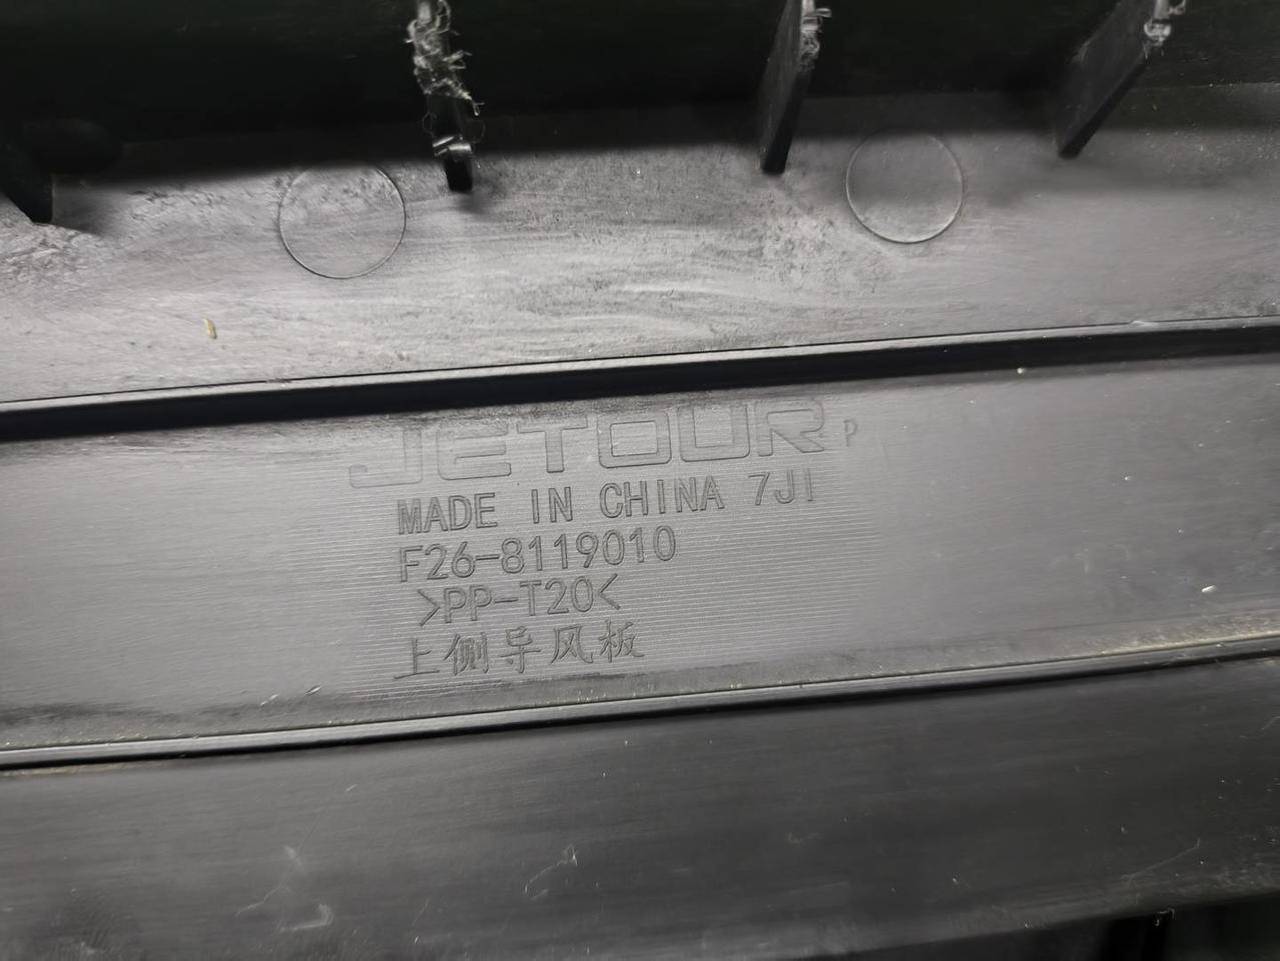 JETOUR P
MADE IN CHINA 7JI
F26-8119010
>PP-T20<
上侧导风板